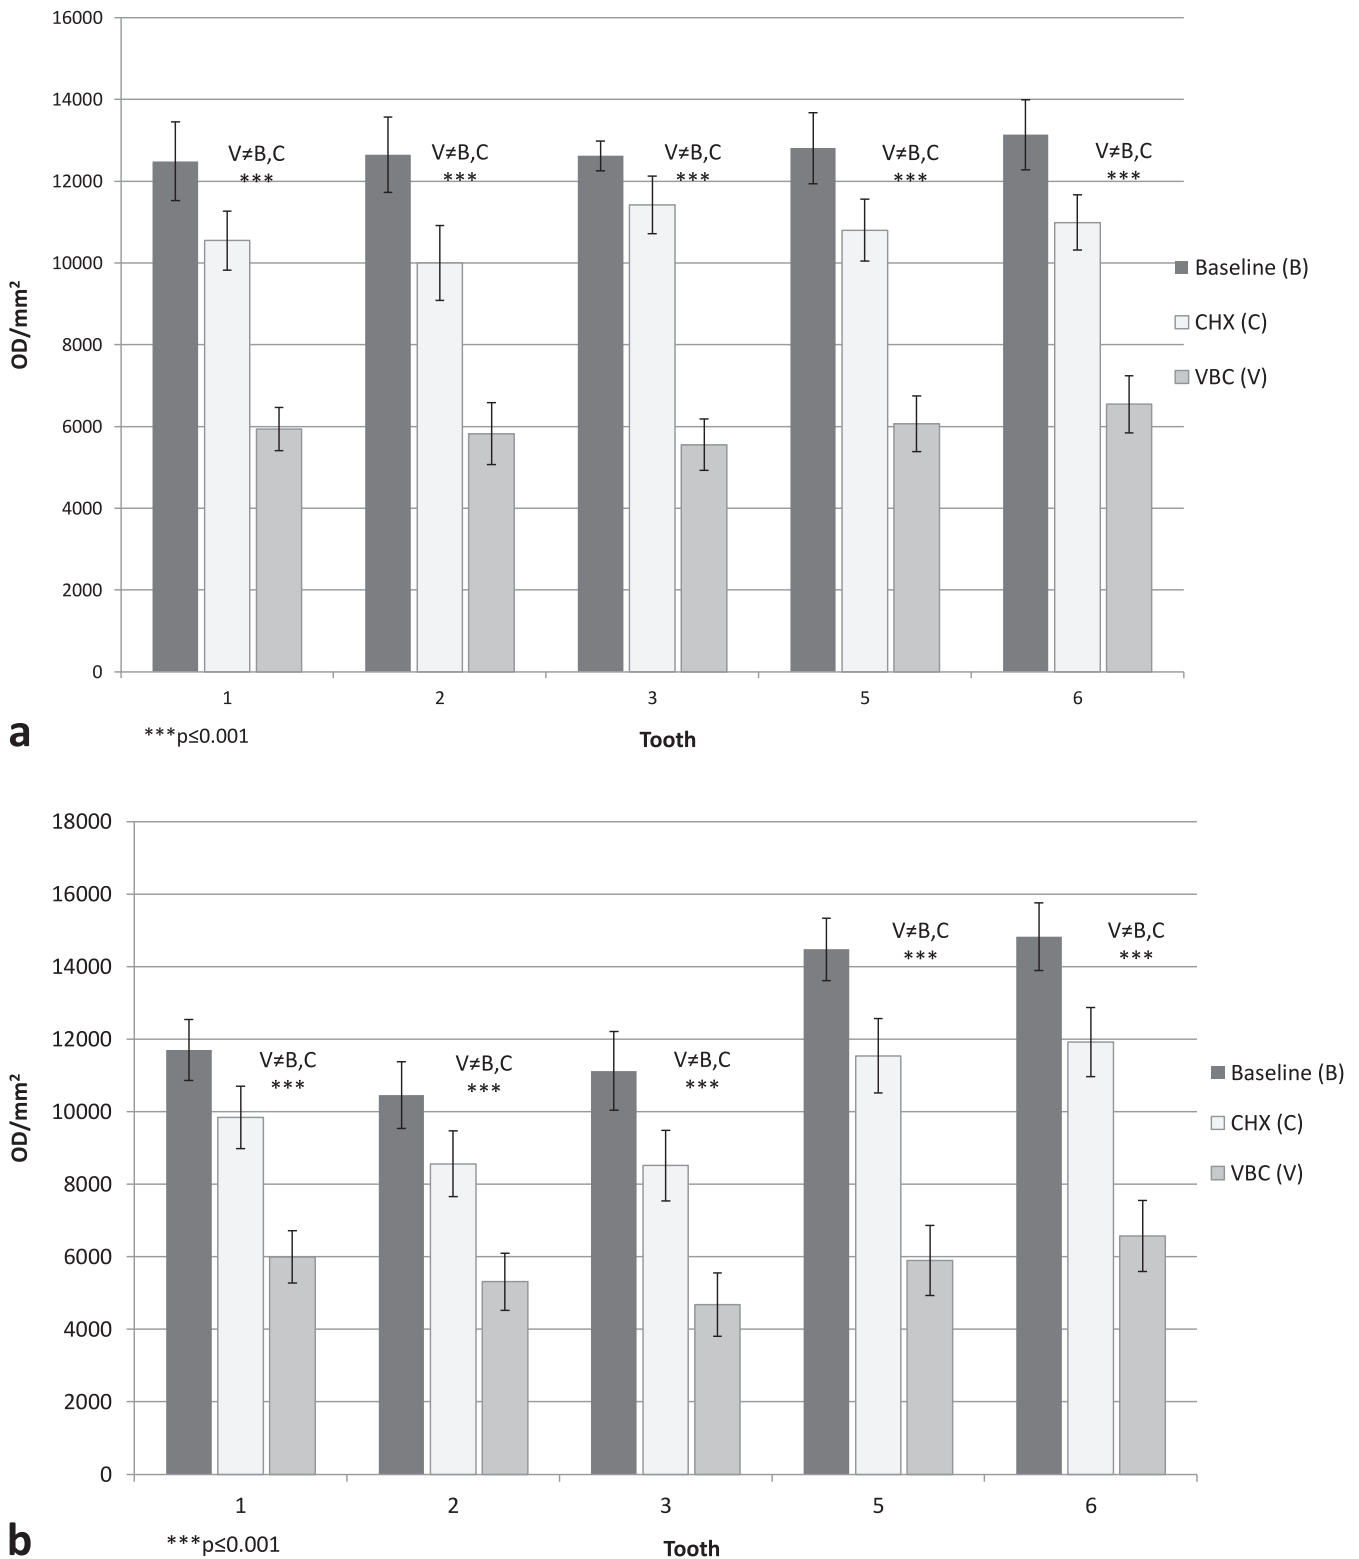 16000
14000
12000
10000
8000
6000
4000
2000
0
OD/mm²
V≠B,C
***
V≠B,C
***
V≠B,C
***
V≠B,C
***
V≠B,C
***
Baseline (B)
CHX (C)
VBC (V)
1 2 3 5 6
a
***p≤0.001
Tooth
18000
16000
14000
12000
10000
8000
6000
4000
2000
0
OD/mm²
V≠B,C
***
V≠B,C
***
V≠B,C
***
V≠B,C
***
V≠B,C
***
Baseline (B)
CHX (C)
VBC (V)
1 2 3 5 6
b
***p≤0.001
Tooth